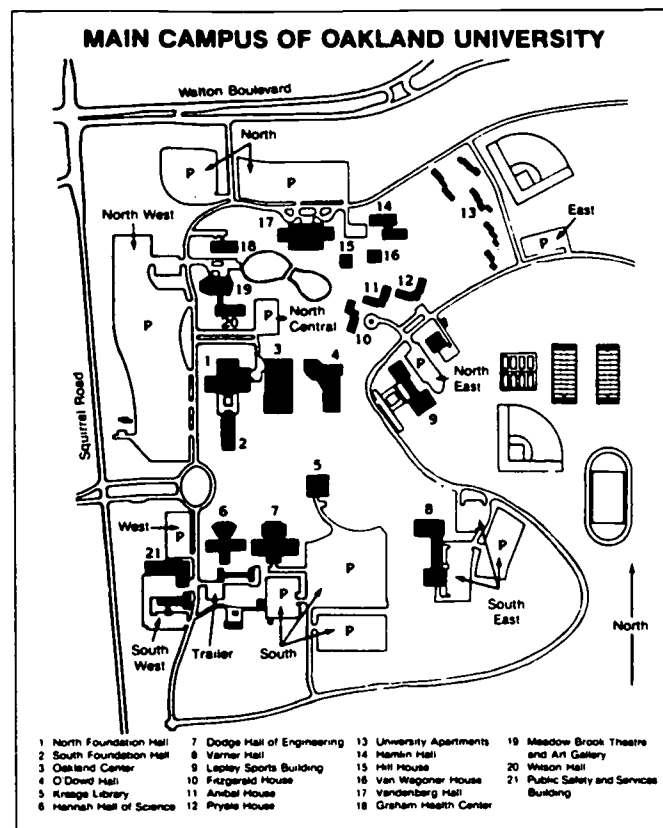 MAIN CAMPUS OF OAKLAND UNIVERSITY
Walton Boulevard
North
P
P
North West
17
14
13
East
P
18
15
16
19
11
12
P
20
P
North
Central
10
1
3
4
P
North
East
9
Squirrel Road
2
5
West
P
6
7
8
P
P
21
South
West
Trailer
P
South
P
South
East
North
1 North Foundation Hall
2 South Foundation Hall
3 Oakland Center
4 O'Dowd Hall
5 Kresge Library
6 Hannah Hall of Science
7 Dodge Hall of Engineering
8 Varner Hall
9 Lepley Sports Building
10 Fitzgerald House
11 Anibal House
12 Pryale House
13 University Apartments
14 Hamlin Hall
15 Hill House
16 Van Wagoner House
17 Vandenberg Hall
18 Graham Health Center
19 Meadow Brook Theatre
and Art Gallery
20 Wilson Hall
21 Public Safety and Services
Building